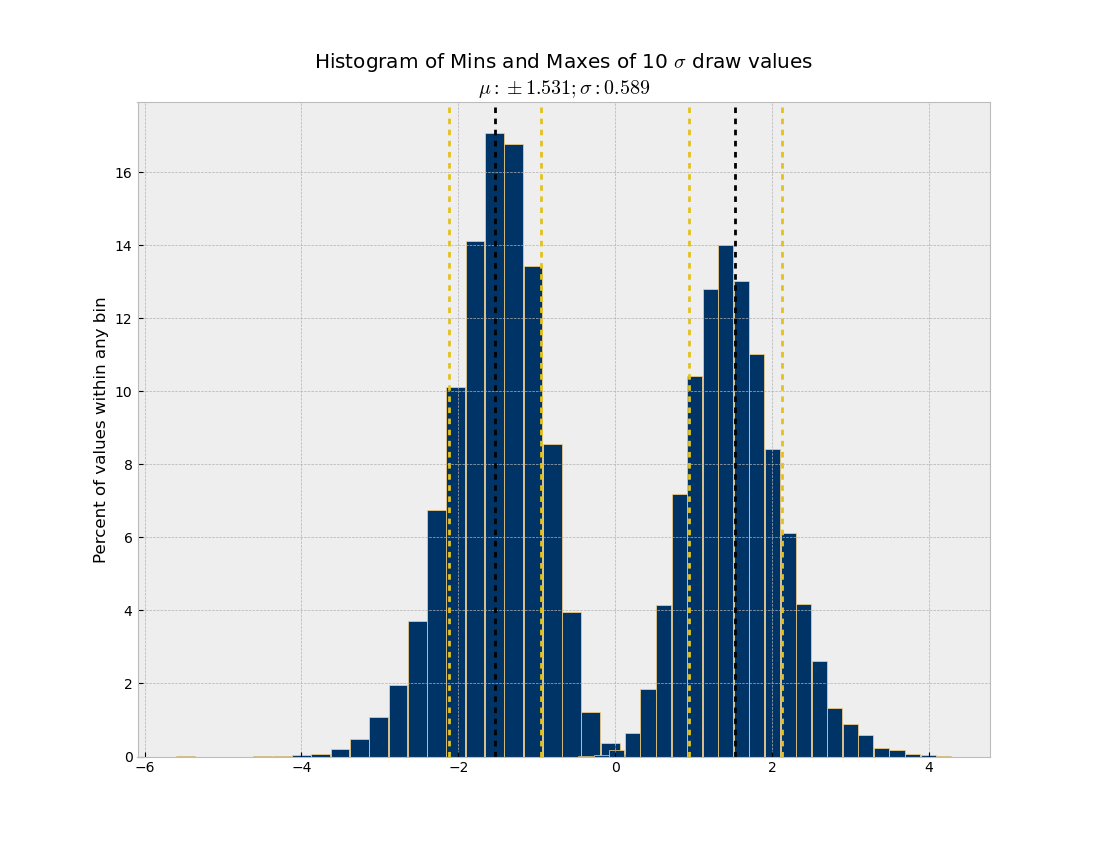 Histogram of Mins and Maxes of 10 σ draw values
μ: ±1.531; σ: 0.589
Percent of values within any bin
16
14
12
10
8
6
4
2
0
−6 −4 −2 0 2 4